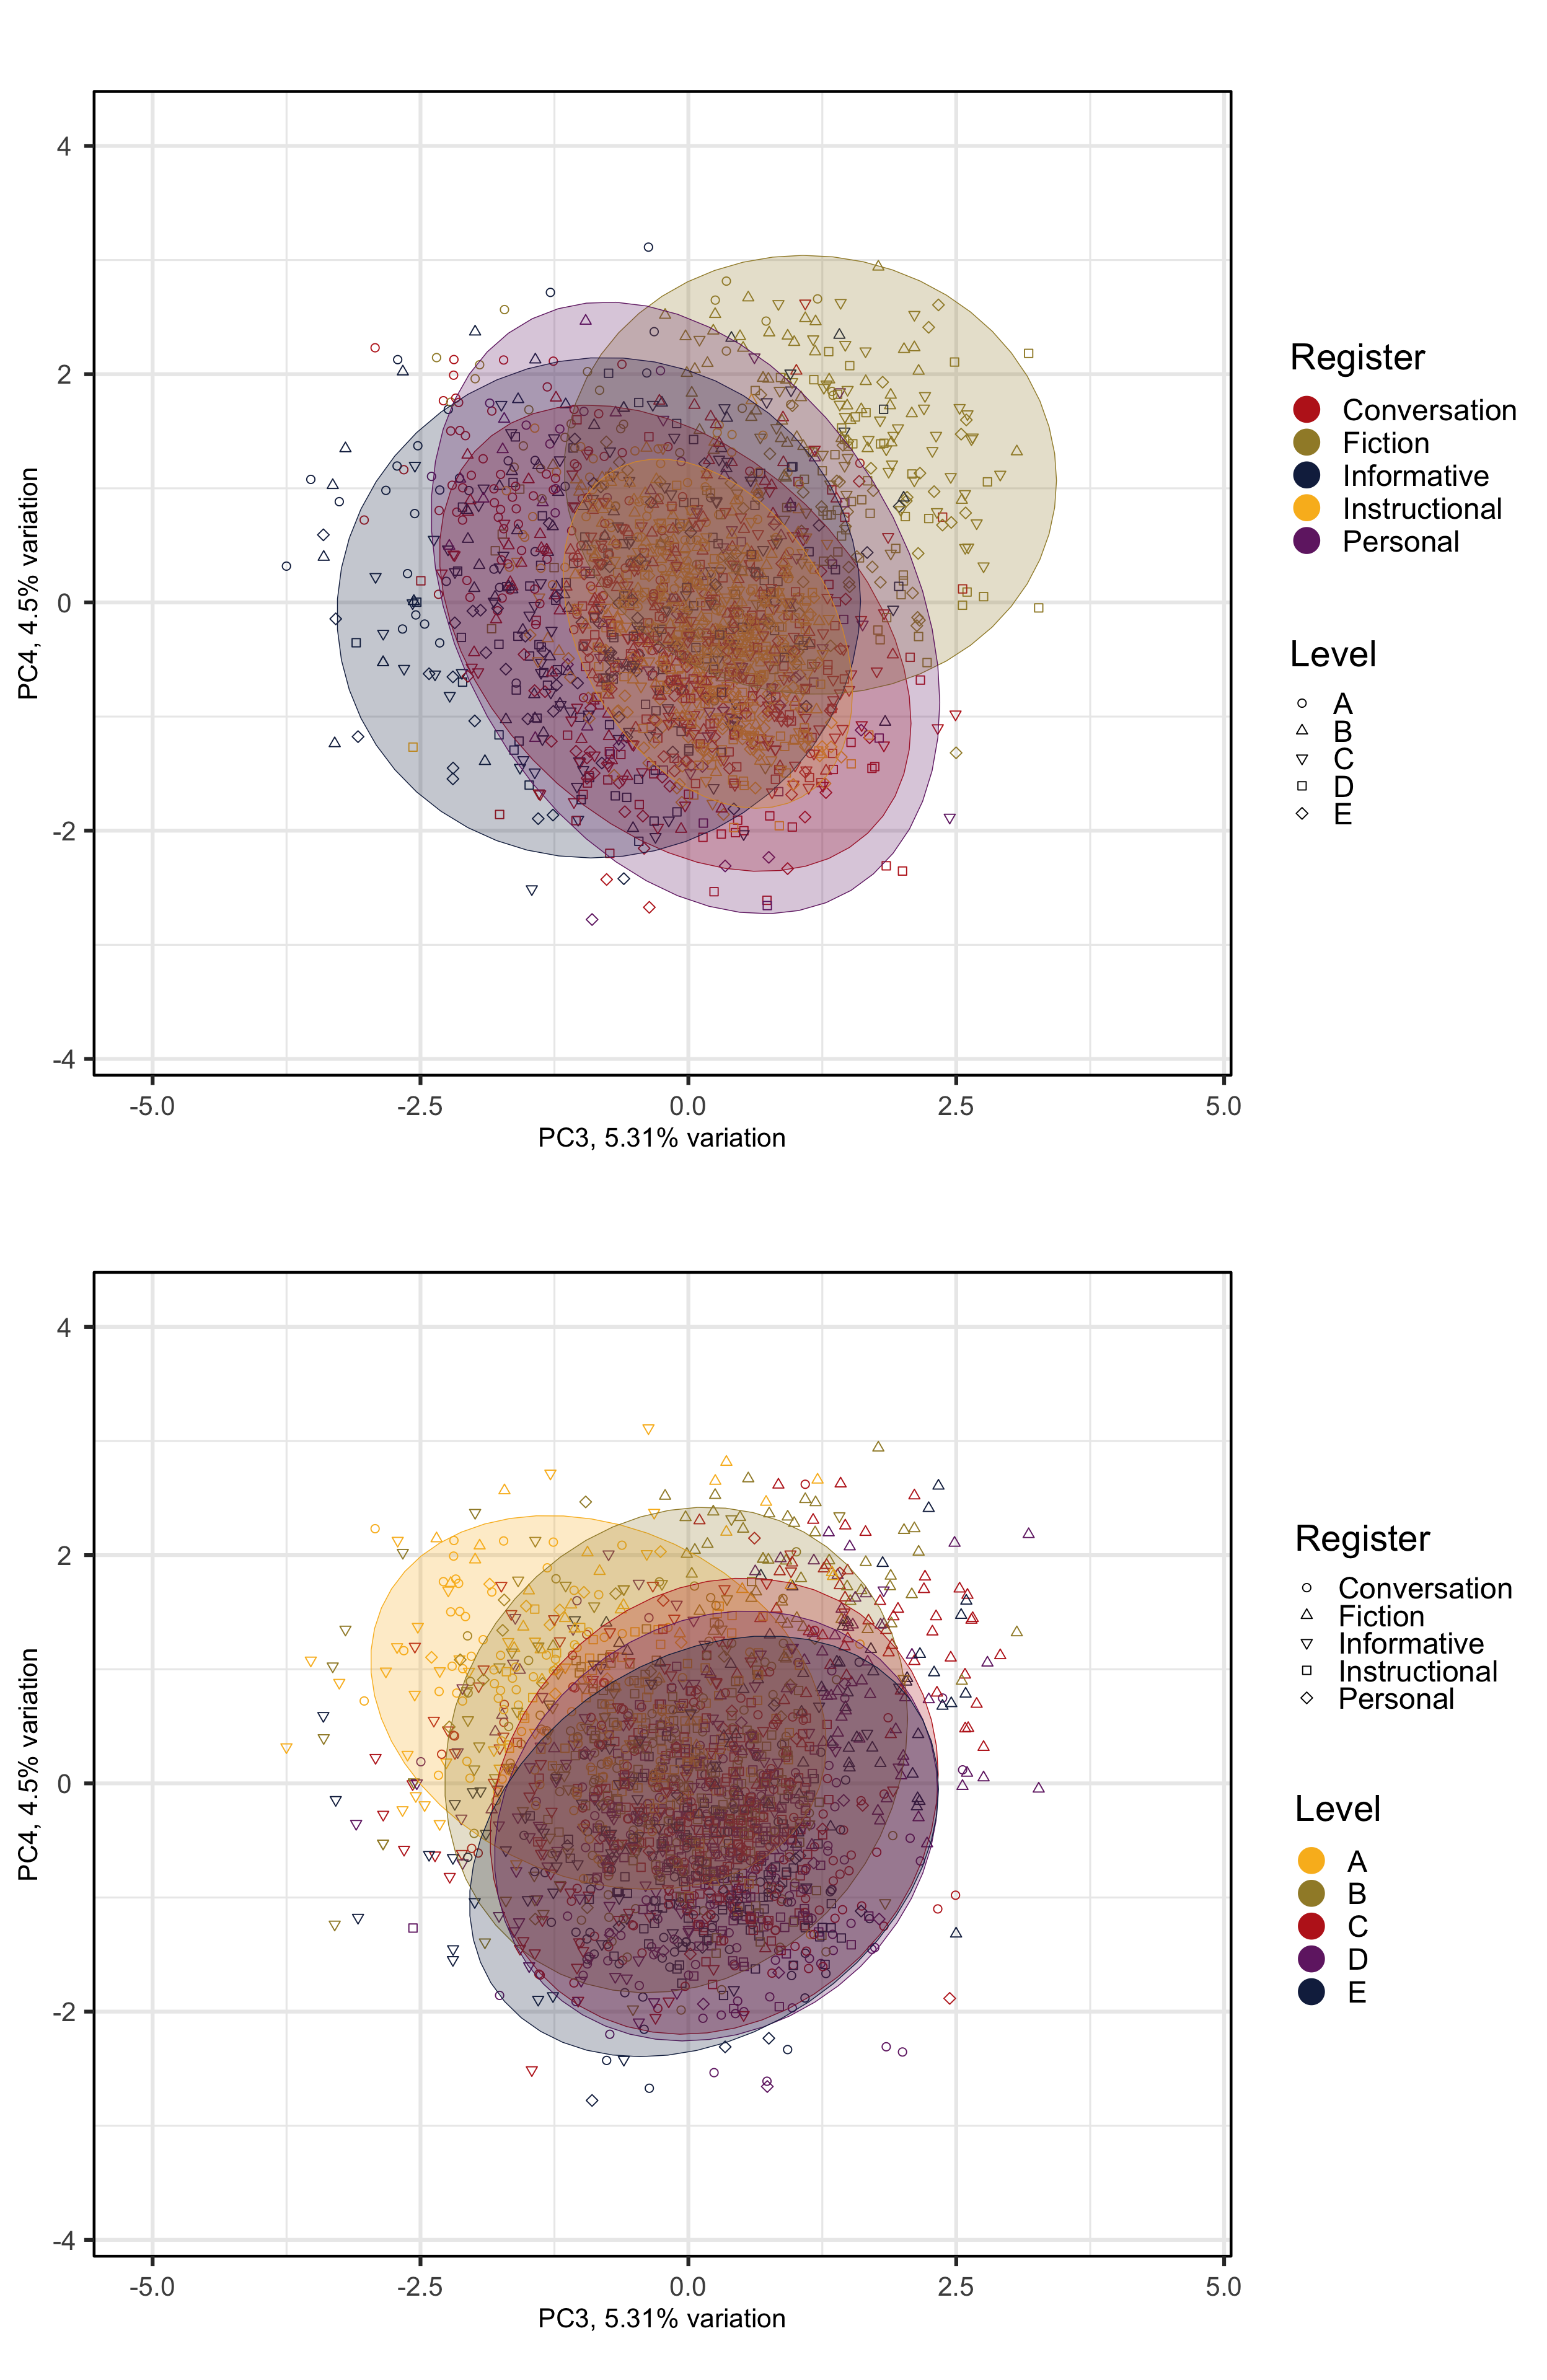 4
2
0
-2
-4
PC4, 4.5% variation
-5.0
-2.5
0.0
2.5
5.0
PC3, 5.31% variation
Register
Conversation
Fiction
Informative
Instructional
Personal
Level
A
B
C
D
E
4
2
0
-2
-4
PC4, 4.5% variation
-5.0
-2.5
0.0
2.5
5.0
PC3, 5.31% variation
Register
Conversation
Fiction
Informative
Instructional
Personal
Level
A
B
C
D
E